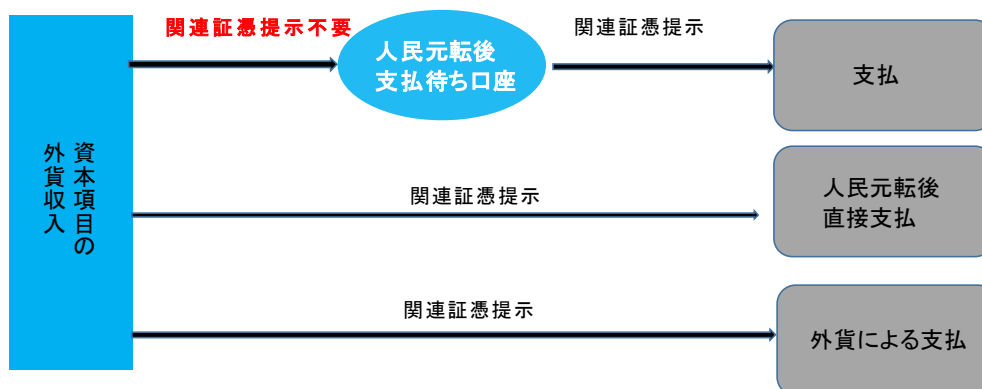 資本項目の
外貨収入
関連証憑提示不要
人民元転後
支払待ち口座
関連証憑提示
支払
関連証憑提示
人民元転後
直接支払
関連証憑提示
外貨による支払